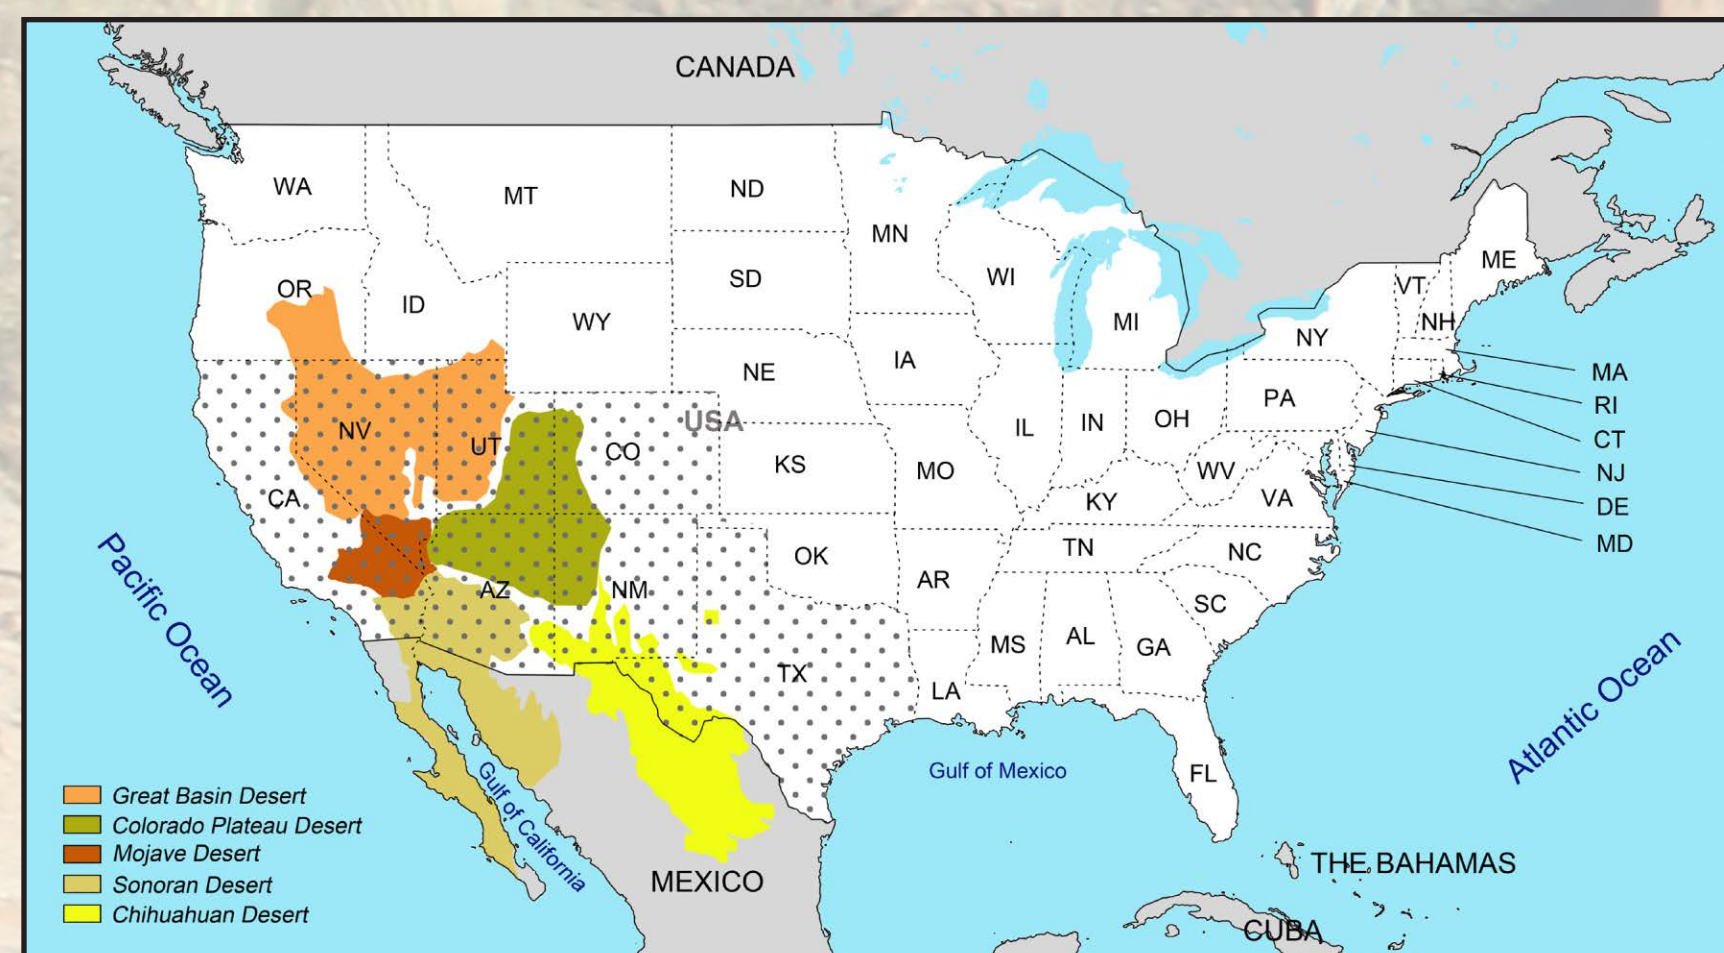 CANADA
WA
MT
ND
MN
OR
ID
SD
WI
WY
MI
VT
ME
NH
NY
NE
IA
MA
RI
PA
CT
NV
UT
USA
CO
IL
IN
OH
NJ
KS
MO
WV
DE
CA
KY
VA
MD
Pacific Ocean
OK
TN
NC
AZ
NM
AR
SC
MS
AL
GA
TX
LA
Atlantic Ocean
FL
Gulf of Mexico
Gulf of California
Great Basin Desert
Colorado Plateau Desert
Mojave Desert
Sonoran Desert
Chihuahuan Desert
MEXICO
THE BAHAMAS
CUBA